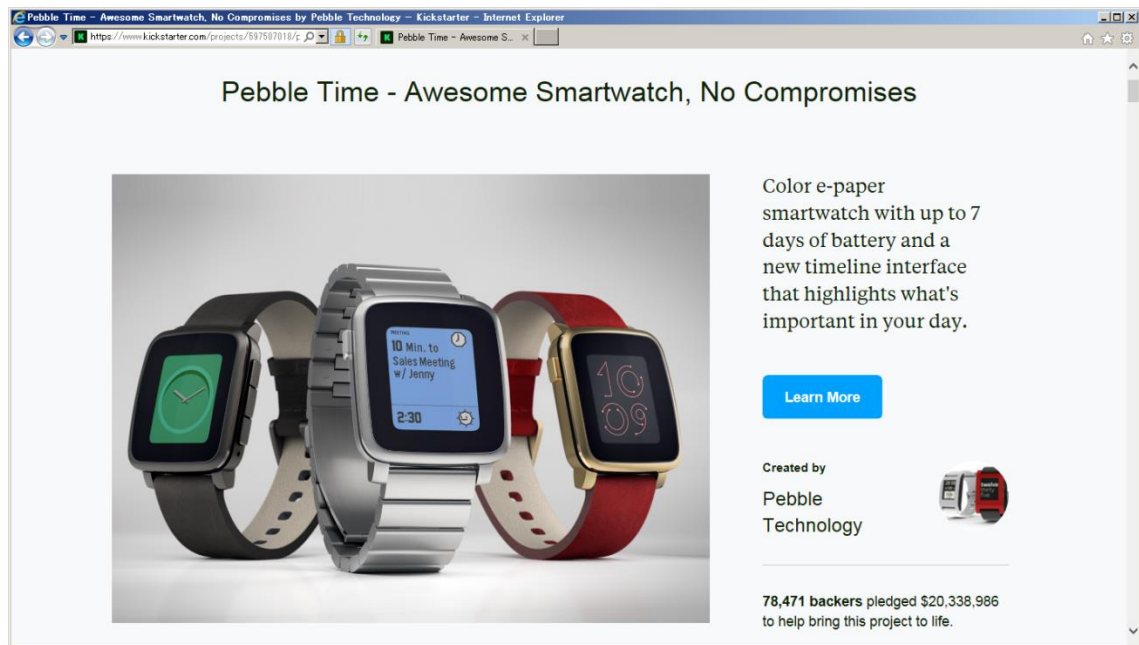 Pebble Time - Awesome Smartwatch, No Compromises by Pebble Technology — Kickstarter - Internet Explorer
https://www.kickstarter.com/projects/597507018/p
Pebble Time - Awesome S...
Pebble Time - Awesome Smartwatch, No Compromises
Color e-paper
smartwatch with up to 7
days of battery and a
new timeline interface
that highlights what's
important in your day.
MEETING
10 Min. to
Sales Meeting
w/ Jenny
2:30
10
09
Learn More
Created by
Pebble
Technology
twelve
thirty
five
78,471 backers pledged $20,338,986
to help bring this project to life.